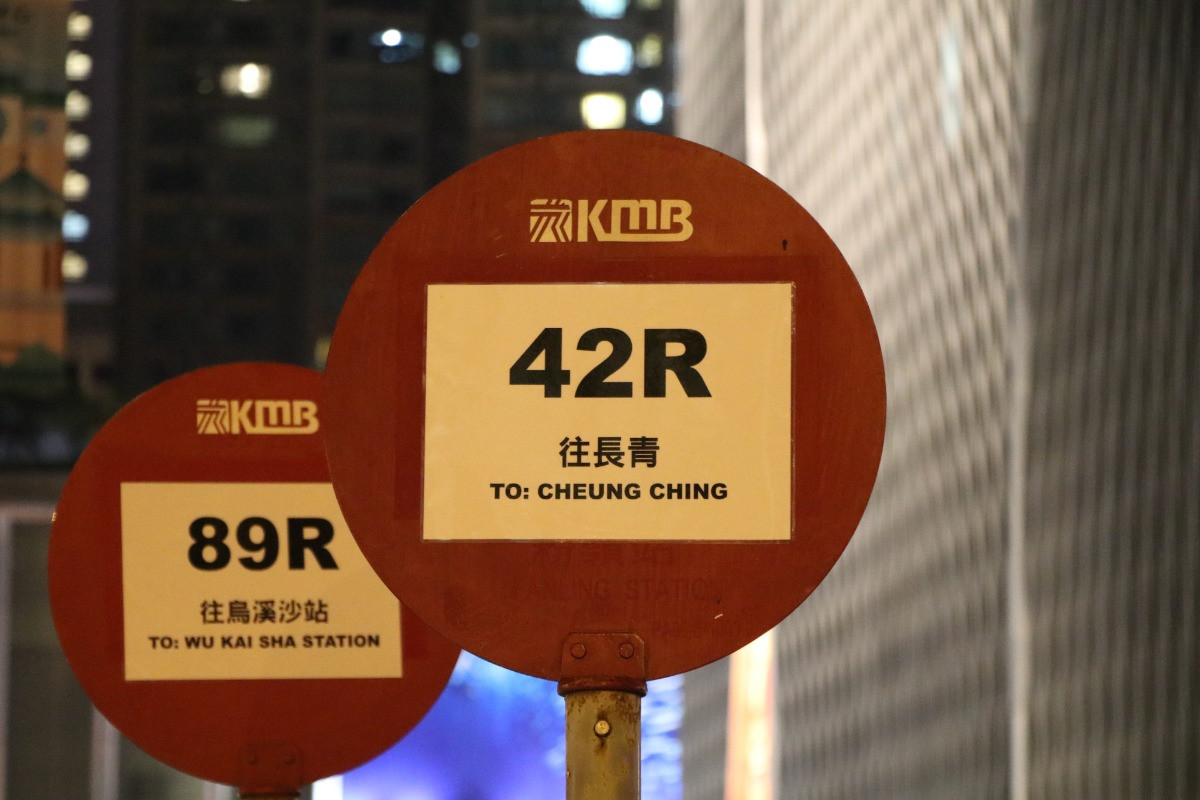 KMB
42R
往長青
TO: CHEUNG CHING
KMB
89R
往烏溪沙站
TO: WU KAI SHA STATION